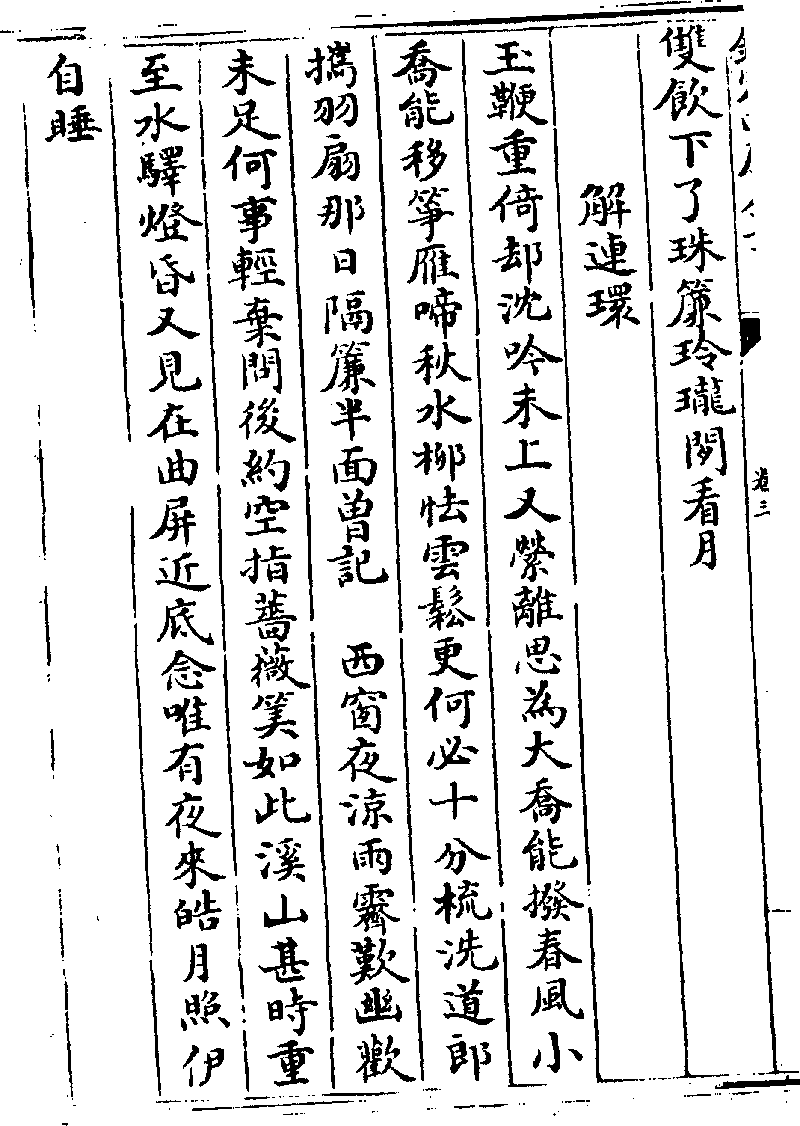 卷三
雙飲下了珠簾玲瓏閒看月
解連環
玉鞭重倚却沈吟未上又縈離思為大喬能撥春風小
喬能移箏雁啼秋水柳怯雲鬆更何必十分梳洗道郎
攜羽扇那日隔簾半面曽記　西窗夜涼雨霽歎幽歡
未足何事輕棄問後約空指薔薇筭如此溪山甚時重
至水驛燈昏又見在曲屏近底念唯有夜來皓月照伊
自睡